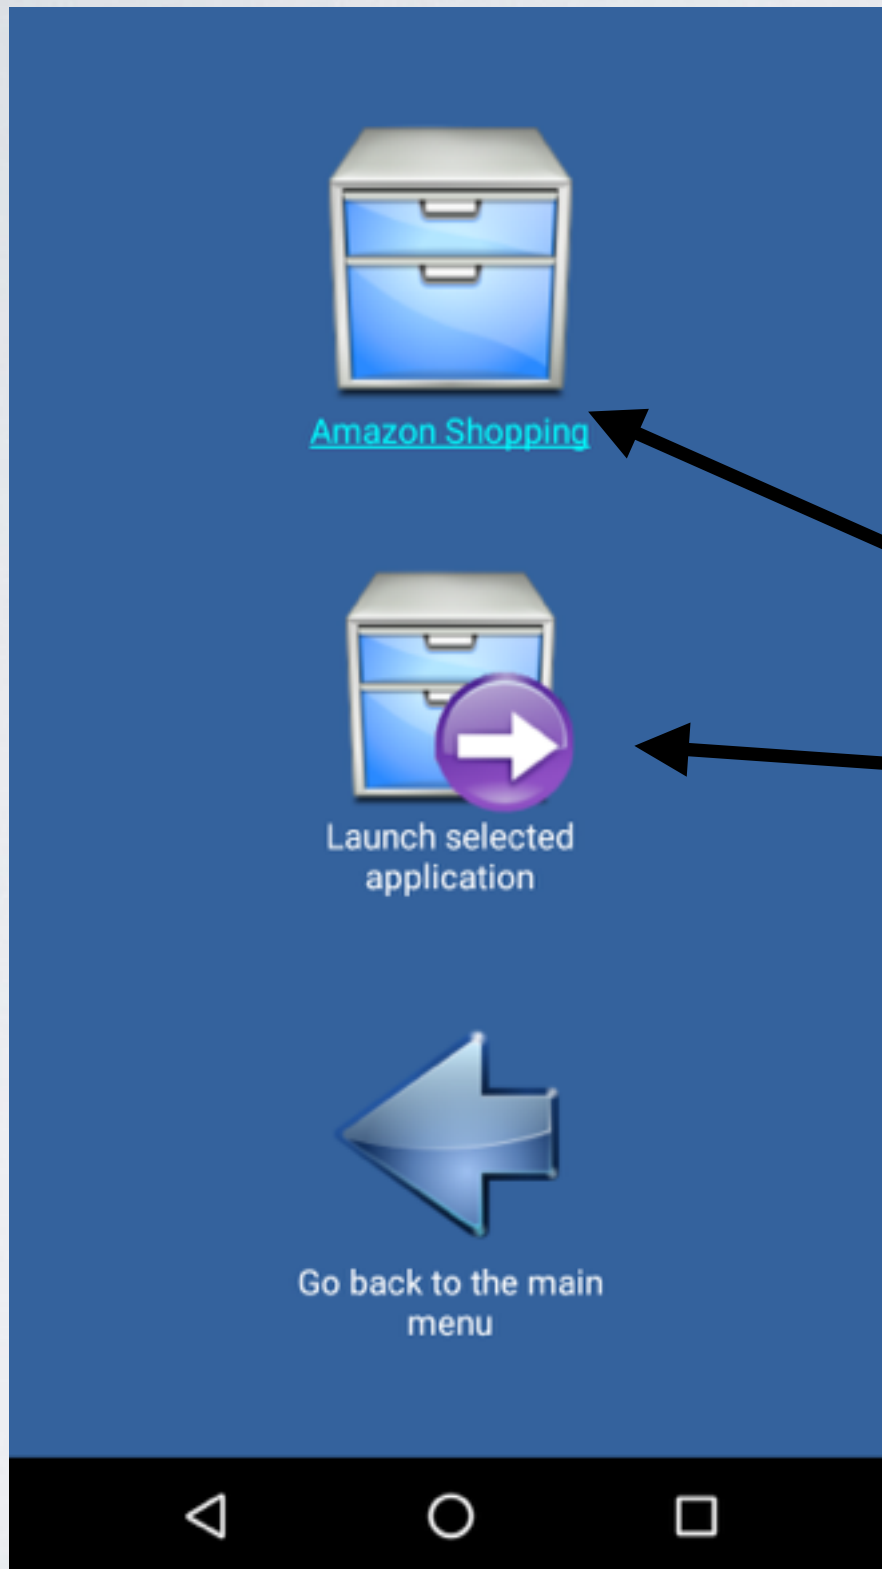 Amazon Shopping
Launch selected
application
Go back to the main
menu